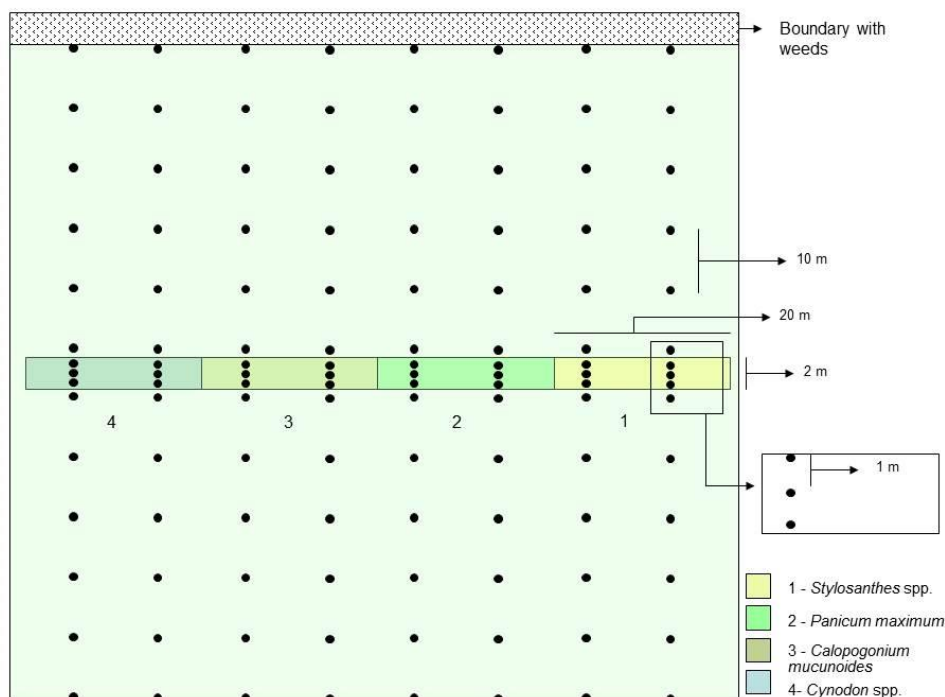 Boundary with
weeds
10 m
20 m
2 m
4
3
2
1
1 m
1 - Stylosanthes spp.
2 - Panicum maximum
3 - Calopogonium
mucunoides
4- Cynodon spp.